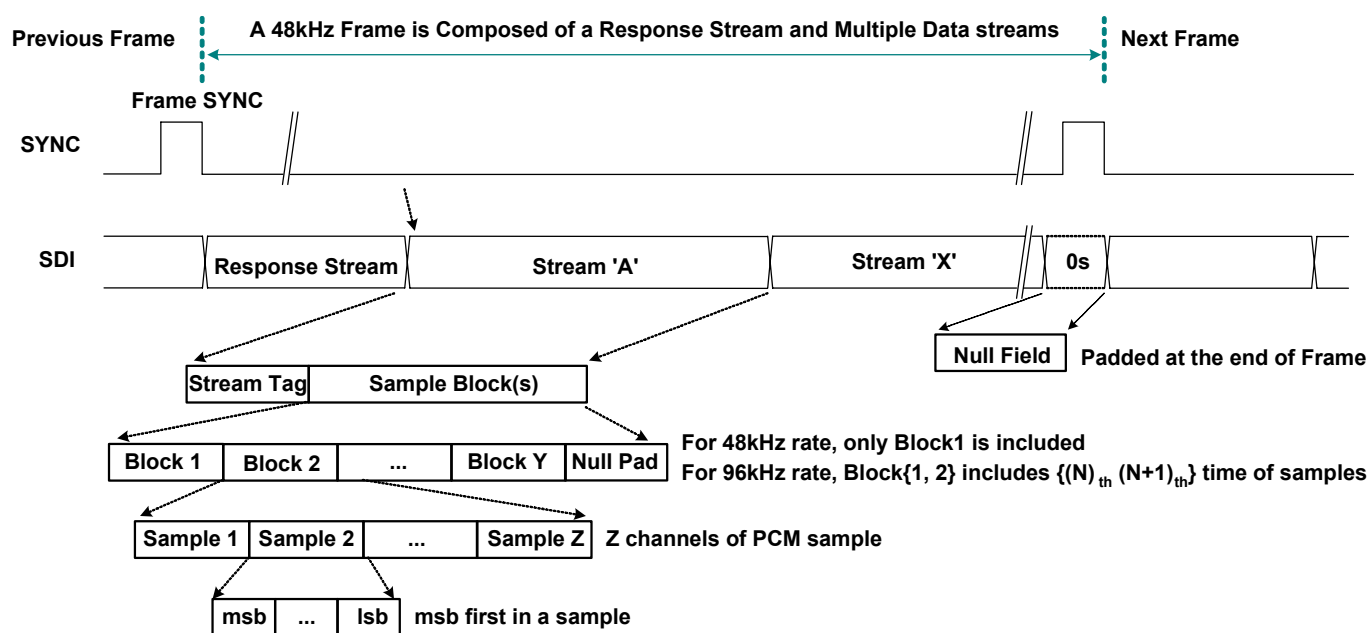 A 48kHz Frame is Composed of a Response Stream and Multiple Data streams
Previous Frame
Next Frame
Frame SYNC
SYNC
SDI
Response Stream
Stream 'A'
Stream 'X'
0s
Null Field
Padded at the end of Frame
Stream Tag
Sample Block(s)
Block 1
Block 2
...
Block Y
Null Pad
For 48kHz rate, only Block1 is included
For 96kHz rate, Block{1, 2} includes {(N)th (N+1)th} time of samples
Sample 1
Sample 2
...
Sample Z
Z channels of PCM sample
msb
...
lsb
msb first in a sample